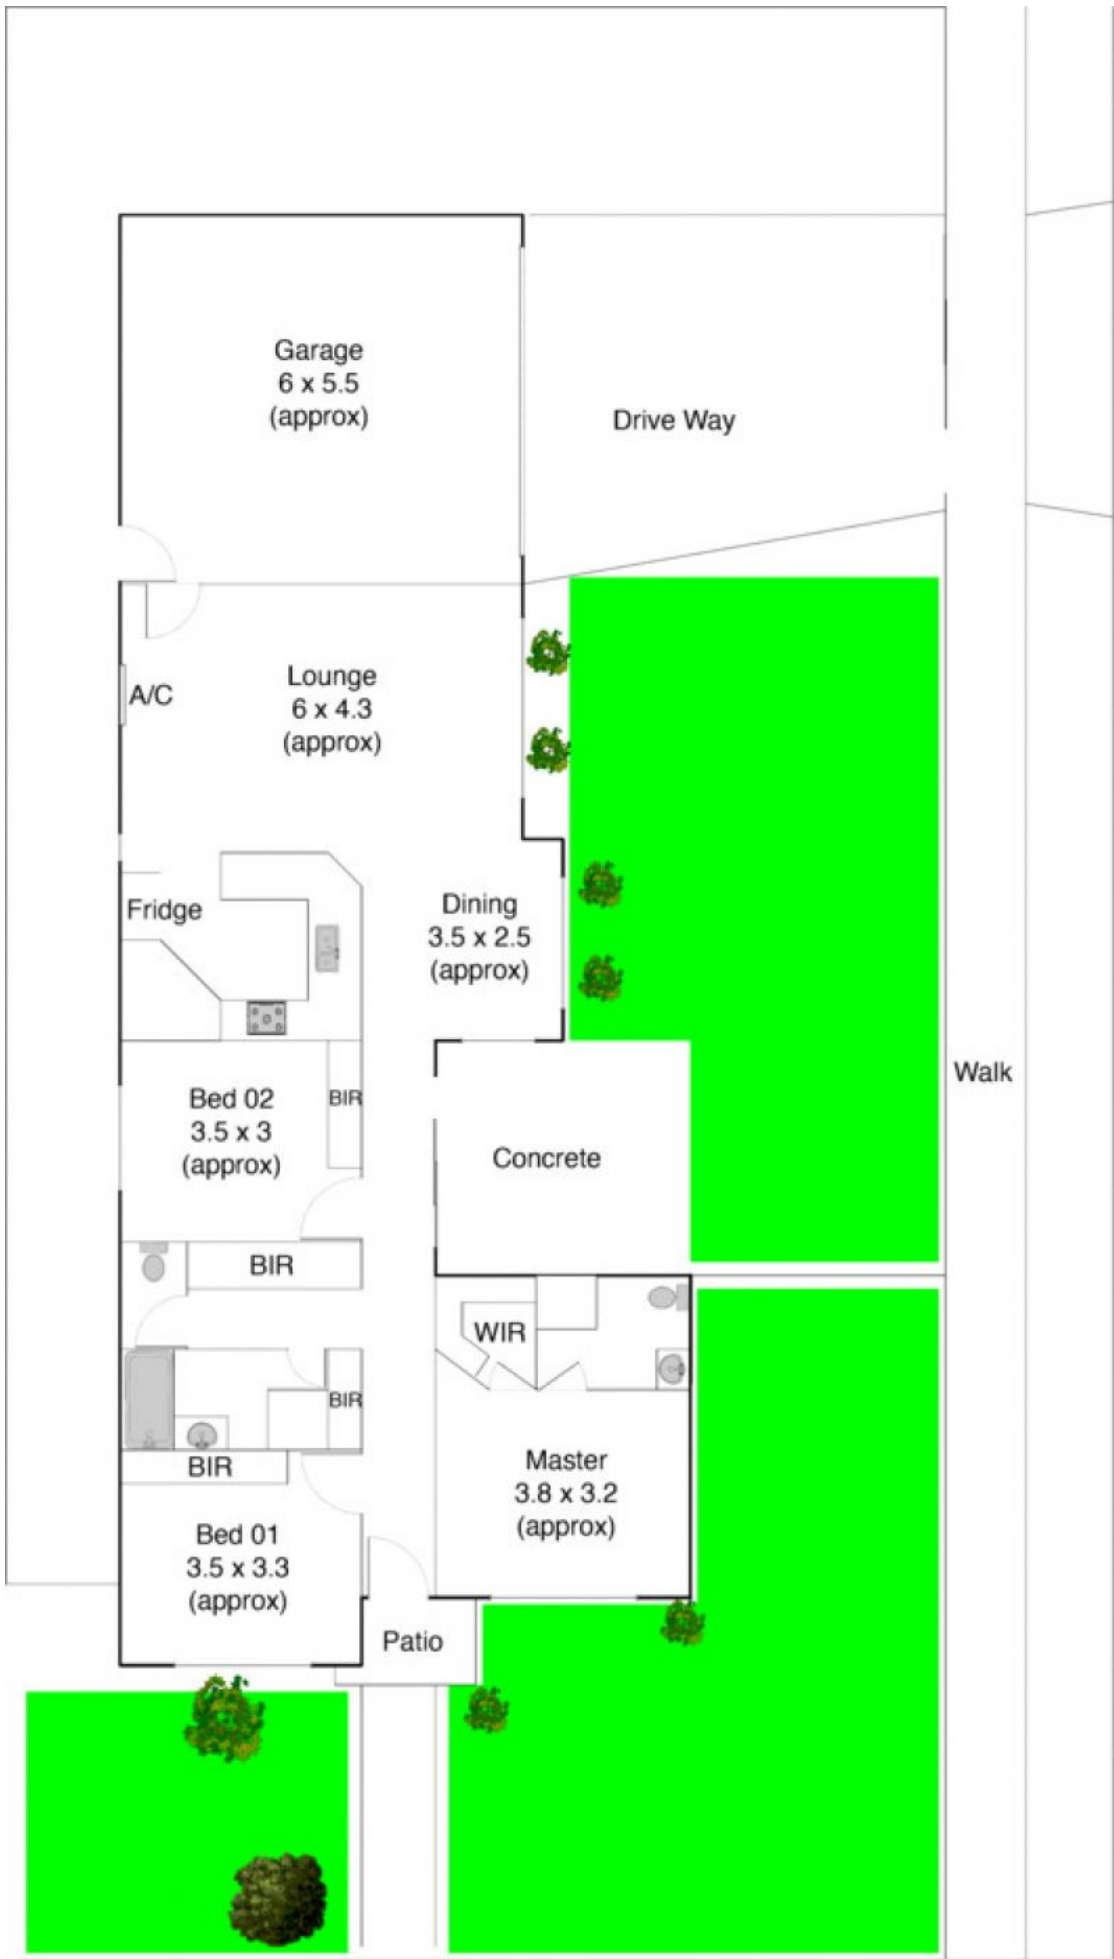 Garage
6 x 5.5
(approx)
Drive Way
Lounge
6 x 4.3
(approx)
A/C
Fridge
Dining
3.5 x 2.5
(approx)
Walk
Bed 02
3.5 x 3
(approx)
BIR
Concrete
BIR
WIR
BIR
BIR
Master
3.8 x 3.2
(approx)
Bed 01
3.5 x 3.3
(approx)
Patio